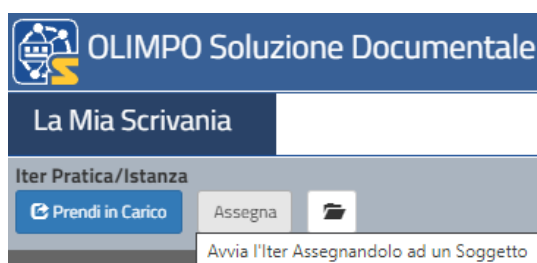 OLIMPO Soluzione Documentale
La Mia Scrivania
Iter Pratica/Istanza
Prendi in Carico Assegna
Avvia l'Iter Assegnandolo ad un Soggetto